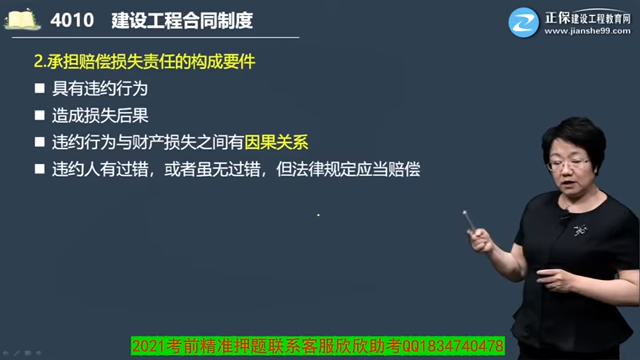 4010 建设工程合同制度
正保建设工程教育网
www.jianshe99.com
2.承担赔偿损失责任的构成要件
■ 具有违约行为
■ 造成损失后果
■ 违约行为与财产损失之间有因果关系
■ 违约人有过错，或者虽无过错，但法律规定应当赔偿
2021考前精准押题联系客服欣欣助考QQ1834740478